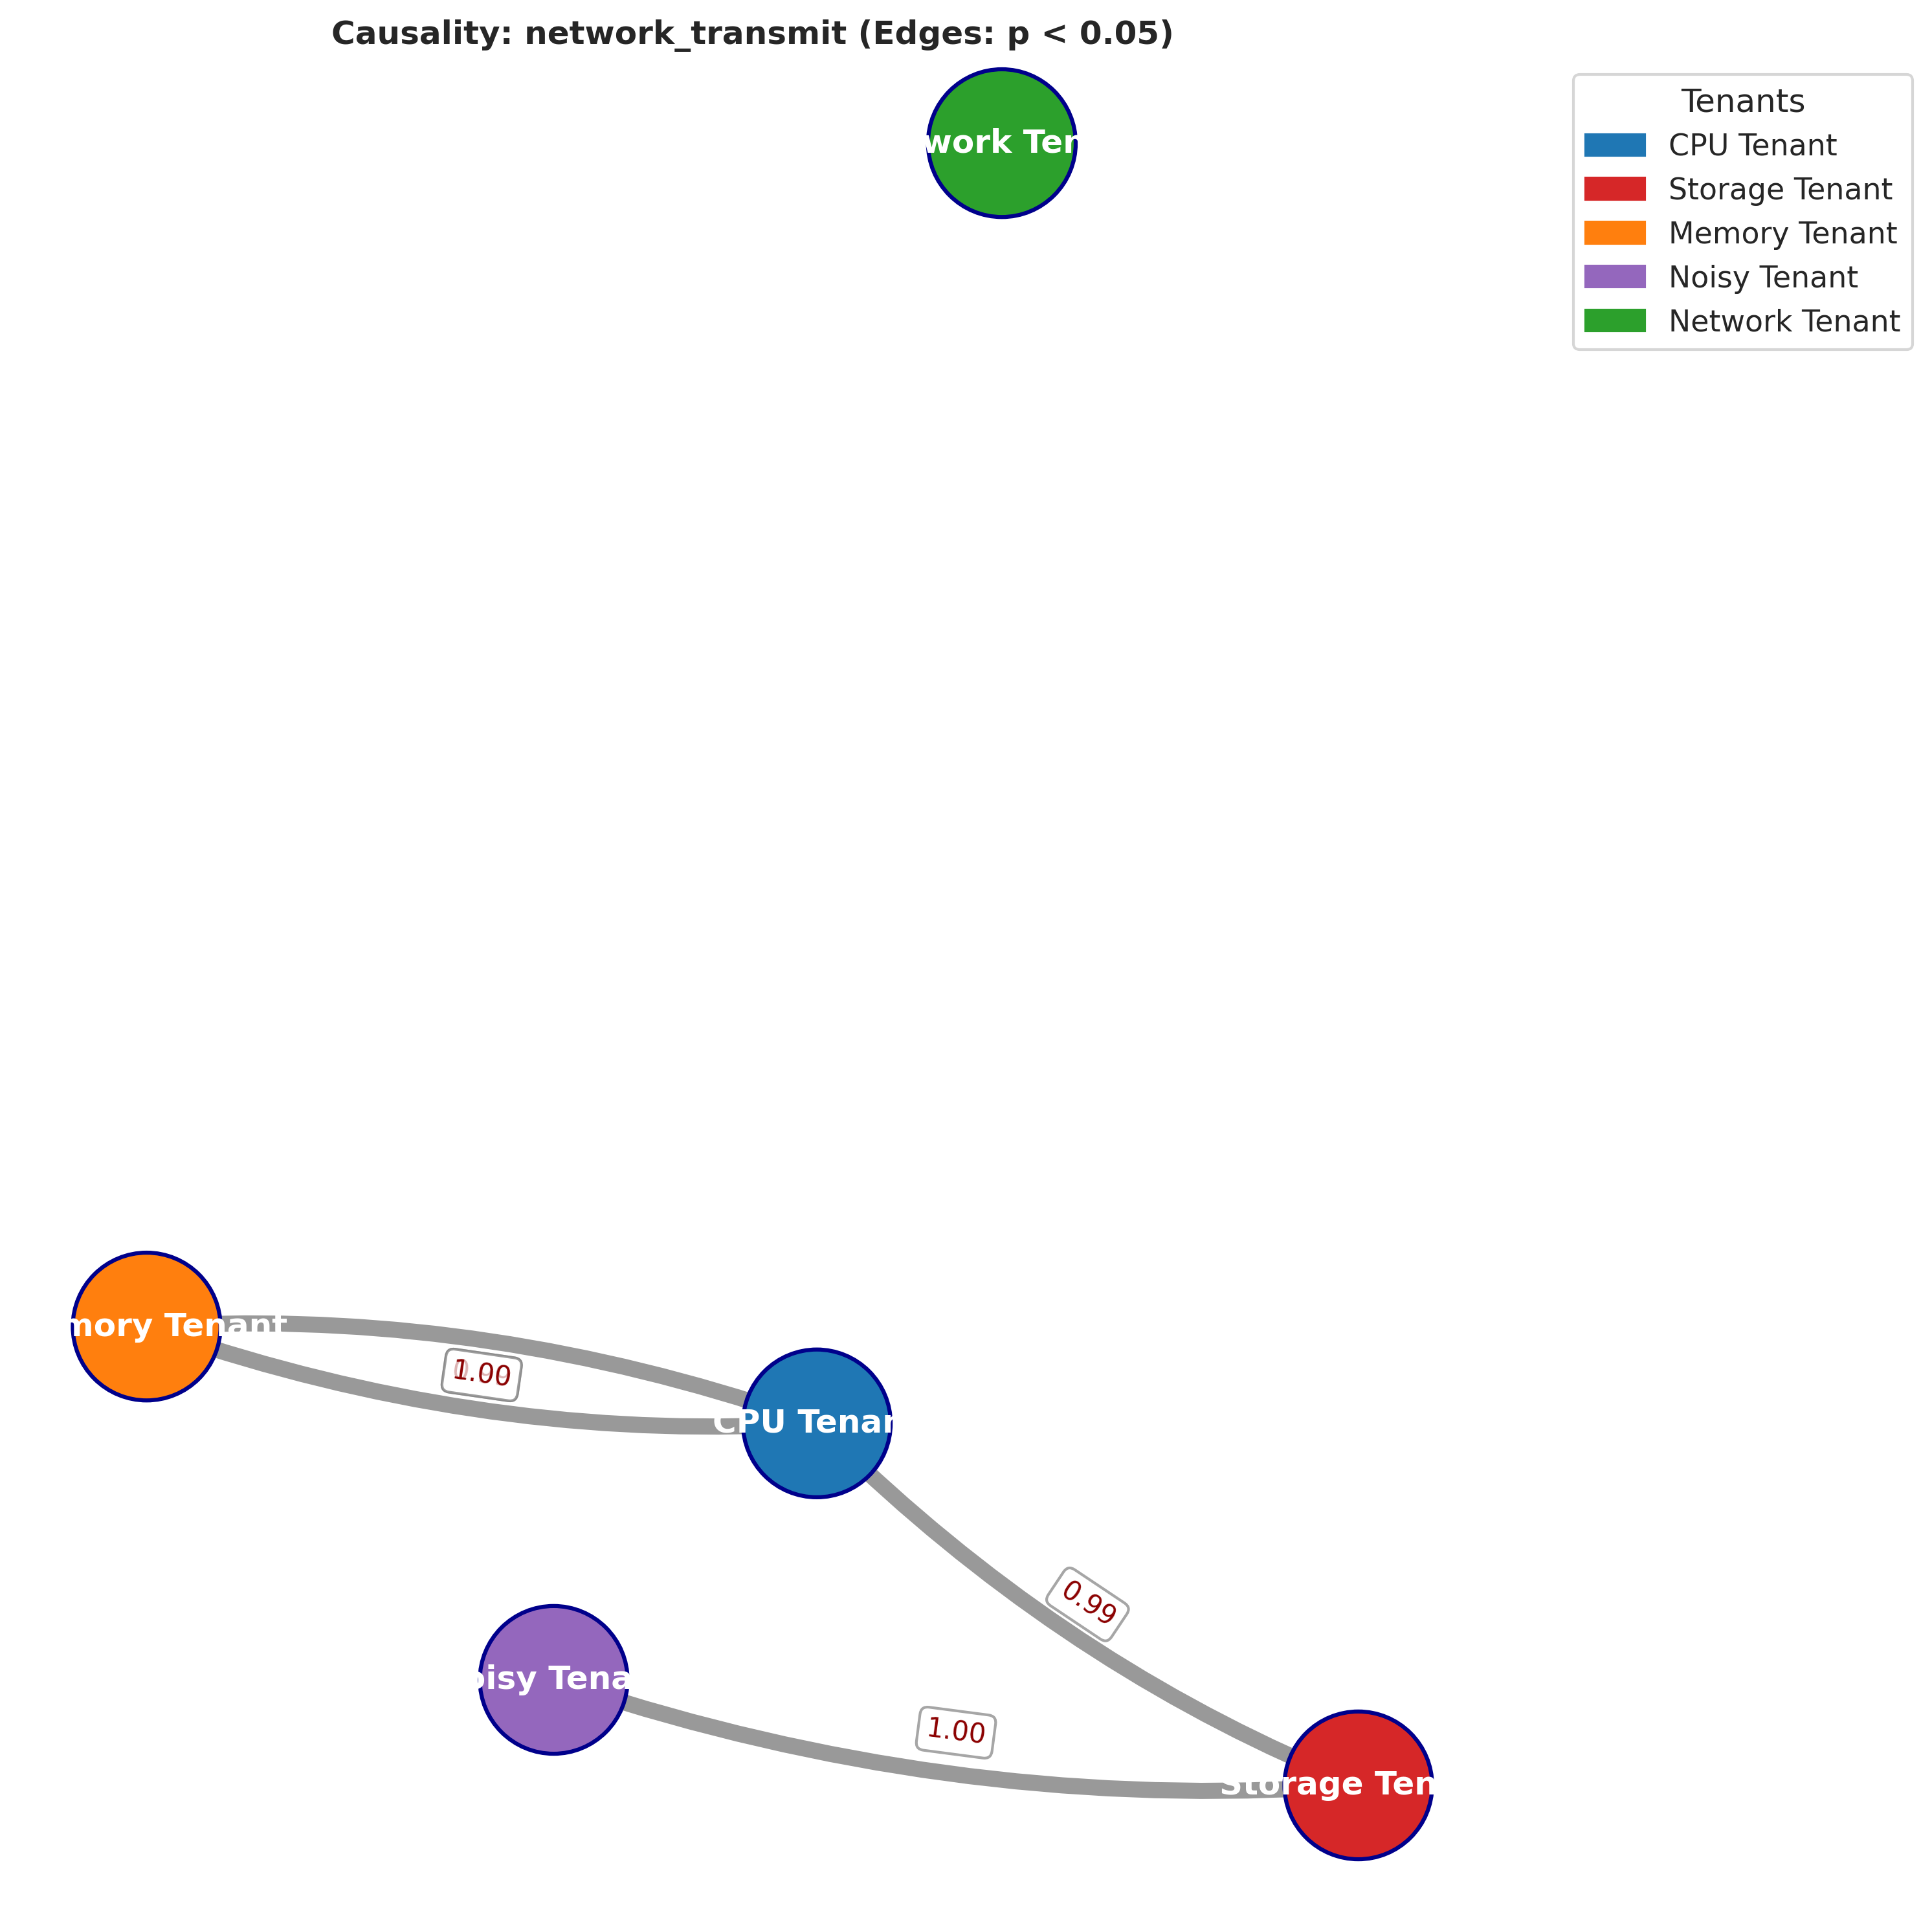 Causality: network_transmit (Edges: p < 0.05)
work Ten
Tenants
CPU Tenant
Storage Tenant
Memory Tenant
Noisy Tenant
Network Tenant
mory Tenant
1.00
CPU Tenan
0.99
oisy Tena
1.00
Storage Ten